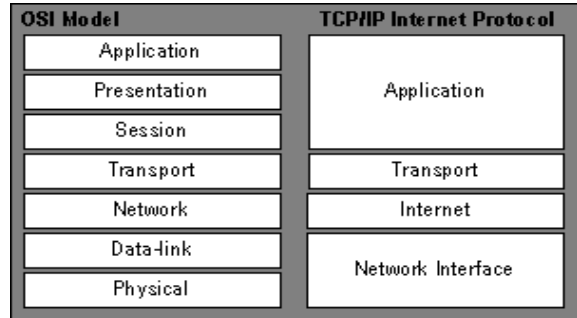 OSI Model
TCP/IP Internet Protocol
Application
Presentation
Session
Transport
Network
Data-link
Physical
Application
Transport
Internet
Network Interface